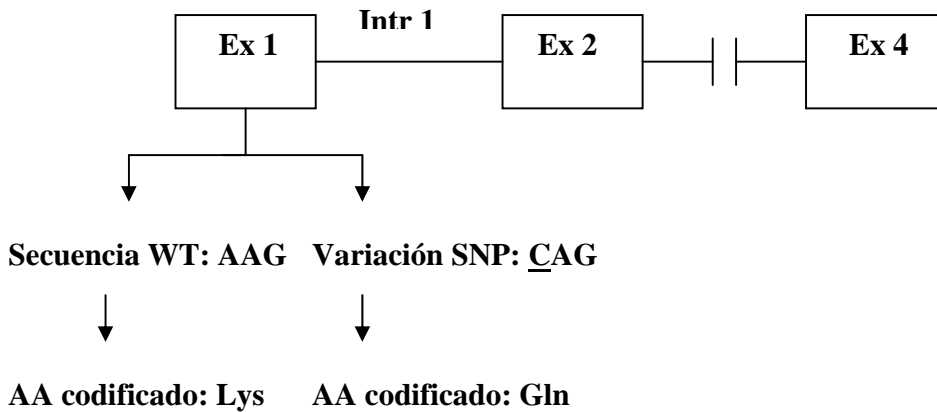 Intr 1
Ex 1 Ex 2 Ex 4
Secuencia WT: AAG Variación SNP: CAG
AA codificado: Lys AA codificado: Gln